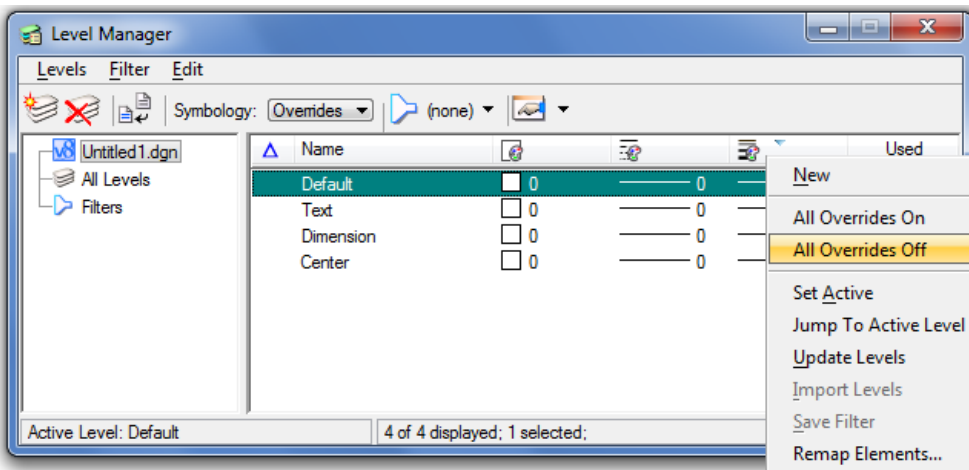 Level Manager
Levels Filter Edit
Symbology: Overrides (none)
Untitled1.dgn
All Levels
Filters
Name Used
Default 0 0
Text 0 0
Dimension 0 0
Center 0 0
New
All Overrides On
All Overrides Off
Set Active
Jump To Active Level
Update Levels
Import Levels
Save Filter
Remap Elements...
Active Level: Default 4 of 4 displayed; 1 selected;